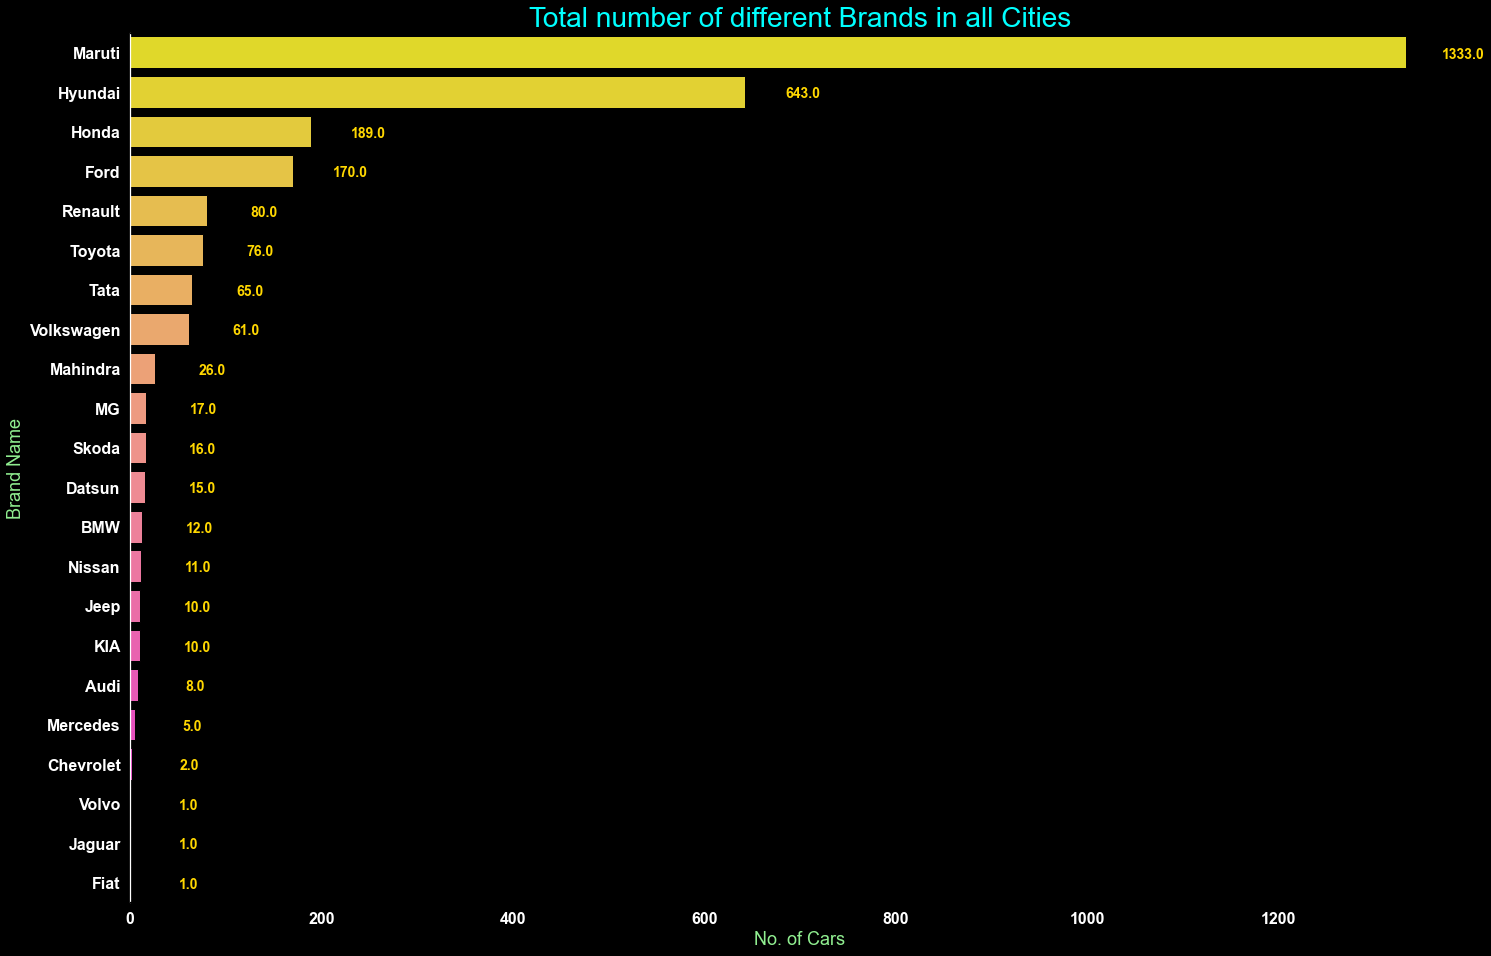 Total number of different Brands in all Cities
Maruti 1333.0
Hyundai 643.0
Honda 189.0
Ford 170.0
Renault 80.0
Toyota 76.0
Tata 65.0
Volkswagen 61.0
Mahindra 26.0
MG 17.0
Skoda 16.0
Datsun 15.0
BMW 12.0
Nissan 11.0
Jeep 10.0
KIA 10.0
Audi 8.0
Mercedes 5.0
Chevrolet 2.0
Volvo 1.0
Jaguar 1.0
Fiat 1.0
Brand Name
0 200 400 600 800 1000 1200
No. of Cars